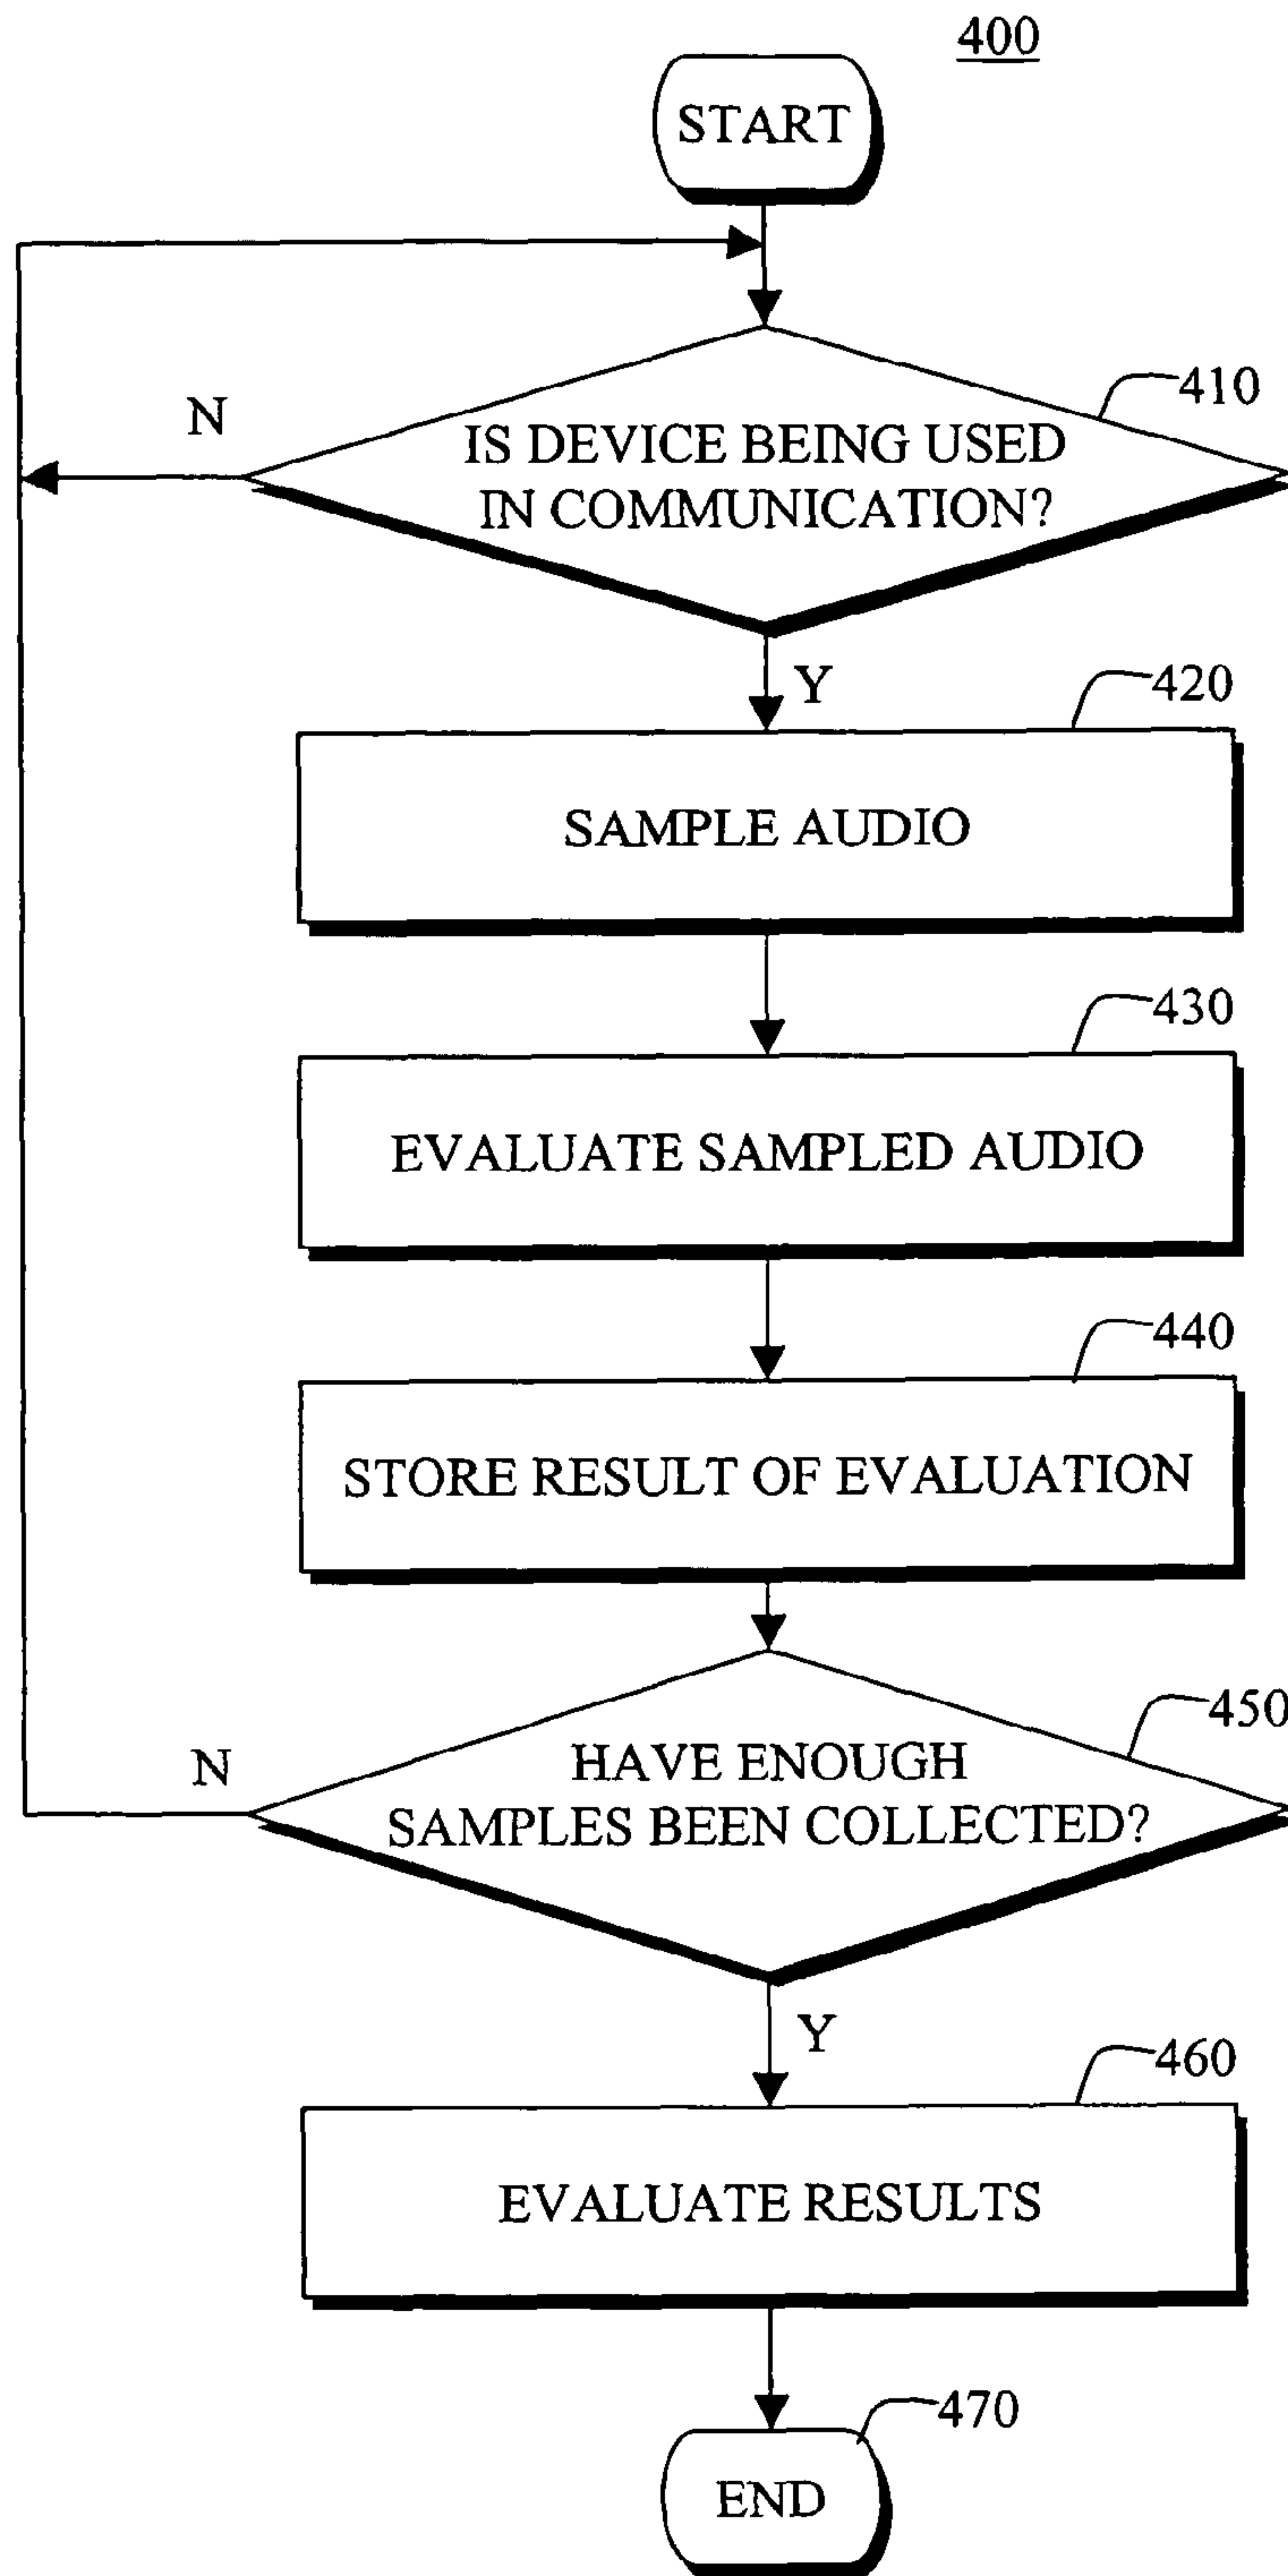 400
START
410
N
IS DEVICE BEING USED
IN COMMUNICATION?
Y
420
SAMPLE AUDIO
430
EVALUATE SAMPLED AUDIO
440
STORE RESULT OF EVALUATION
450
N
HAVE ENOUGH
SAMPLES BEEN COLLECTED?
Y
460
EVALUATE RESULTS
470
END